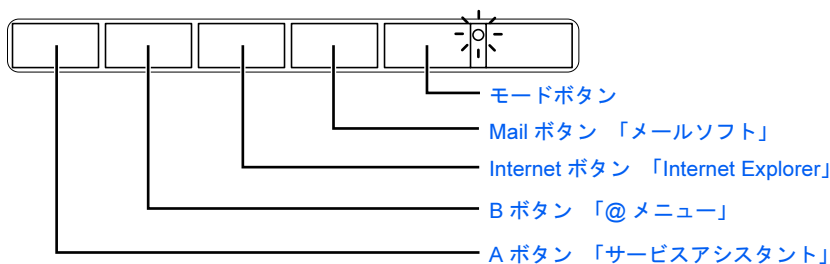 モードボタン
Mail ボタン 「メールソフト」
Internet ボタン 「Internet Explorer」
B ボタン 「@ メニュー」
A ボタン 「サービスアシスタント」